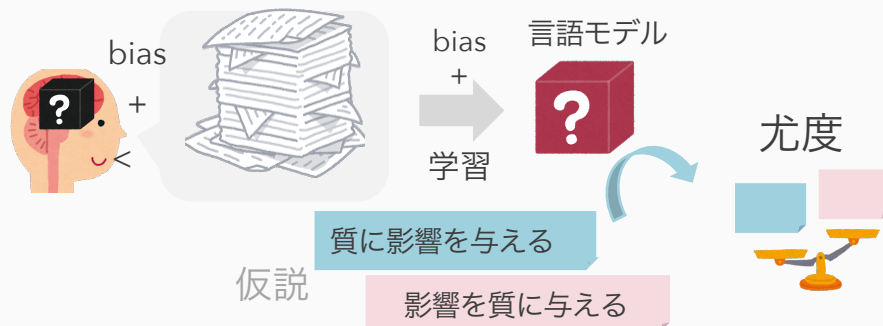 bias
+
?
<
bias
+
学習
言語モデル
?
尤度
仮説
質に影響を与える
影響を質に与える